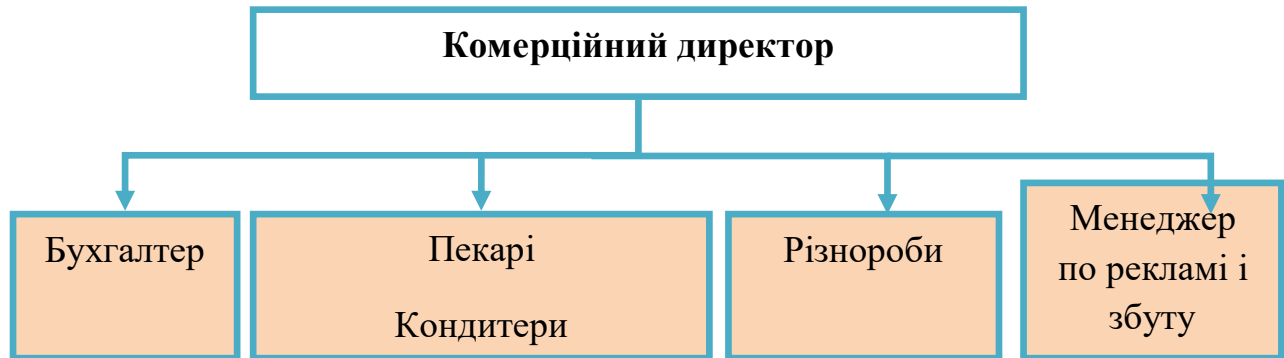 Комерційний директор
Бухгалтер
Пекарі
Кондитери
Різнороби
Менеджер
по рекламі і
збуту